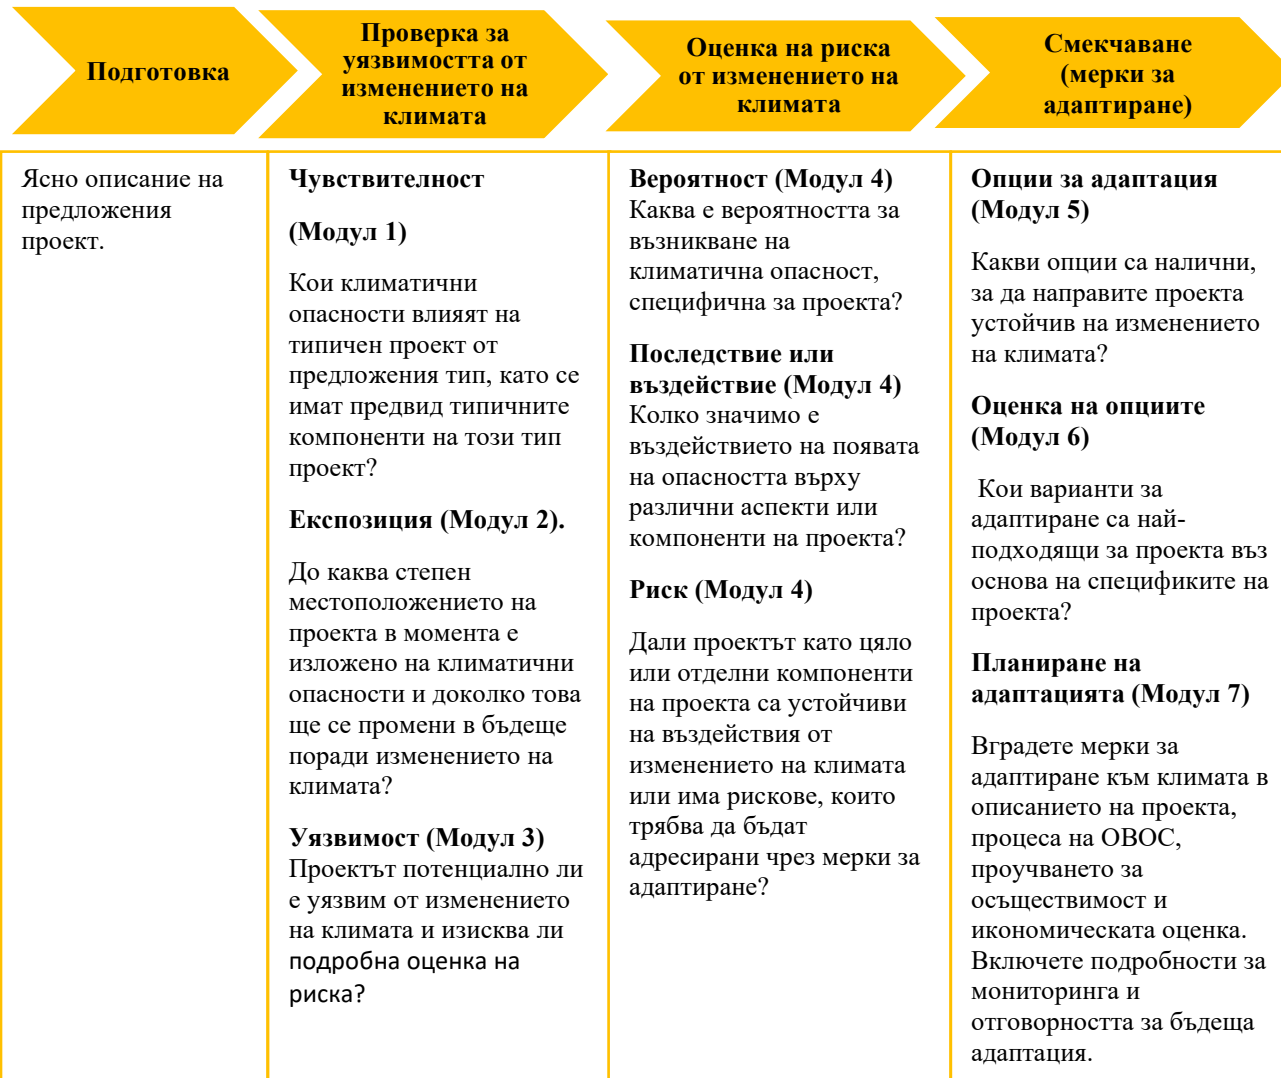 Подготовка
Проверка за
уязвимостта от
изменението на
климата
Оценка на риска
от изменението на
климата
Смекчаване
(мерки за
адаптиране)
Ясно описание на
предложения
проект.
Чувствителност
(Модул 1)
Кои климатични
опасности влияят на
типичен проект от
предложения тип, като се
имат предвид типичните
компоненти на този тип
проект?
Експозиция (Модул 2).
До каква степен
местоположението на
проекта в момента е
изложено на климатични
опасности и доколко това
ще се промени в бъдеще
поради изменението на
климата?
Уязвимост (Модул 3)
Проектът потенциално ли
е уязвим от изменението
на климата и изисква ли
подробна оценка на
риска?
Вероятност (Модул 4)
Каква е вероятността за
възникване на
климатична опасност,
специфична за проекта?
Последствие или
въздействие (Модул 4)
Колко значимо е
въздействието на появата
на опасността върху
различни аспекти или
компоненти на проекта?
Риск (Модул 4)
Дали проектът като цяло
или отделни компоненти
на проекта са устойчиви
на въздействия от
изменението на климата
или има рискове, които
трябва да бъдат
адресирани чрез мерки за
адаптиране?
Опции за адаптация
(Модул 5)
Какви опции са налични,
за да направите проекта
устойчив на изменението
на климата?
Оценка на опциите
(Модул 6)
Кои варианти за
адаптиране са най-
подходящи за проекта въз
основа на спецификите на
проекта?
Планиране на
адаптацията (Модул 7)
Вградете мерки за
адаптиране към климата в
описанието на проекта,
процеса на ОВОС,
проучването за
осъществимост и
икономическата оценка.
Включете подробности за
мониторинга и
отговорността за бъдеща
адаптация.